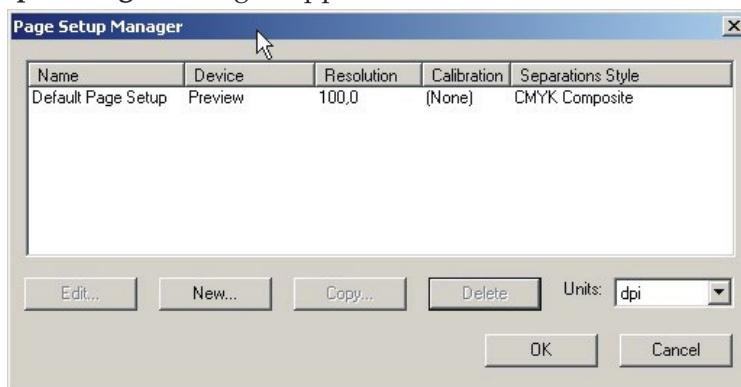 Page Setup Manager
Name Device Resolution Calibration Separations Style
Default Page Setup Preview 100,0 (None) CMYK Composite
Edit... New... Copy... Delete Units: dpi
OK Cancel